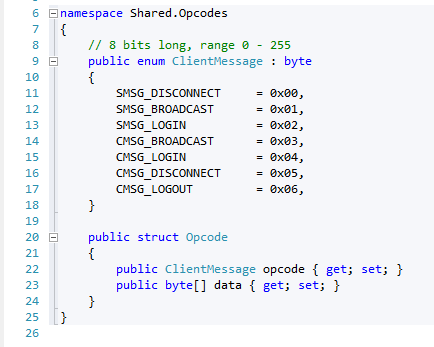 6 namespace Shared.Opcodes
7 {
8 // 8 bits long, range 0 - 255
9 public enum ClientMessage : byte
10 {
11 SMSG_DISCONNECT = 0x00,
12 SMSG_BROADCAST = 0x01,
13 SMSG_LOGIN = 0x02,
14 CMSG_BROADCAST = 0x03,
15 CMSG_LOGIN = 0x04,
16 CMSG_DISCONNECT = 0x05,
17 CMSG_LOGOUT = 0x06,
18 }
19
20 public struct Opcode
21 {
22 public ClientMessage opcode { get; set; }
23 public byte[] data { get; set; }
24 }
25 }
26